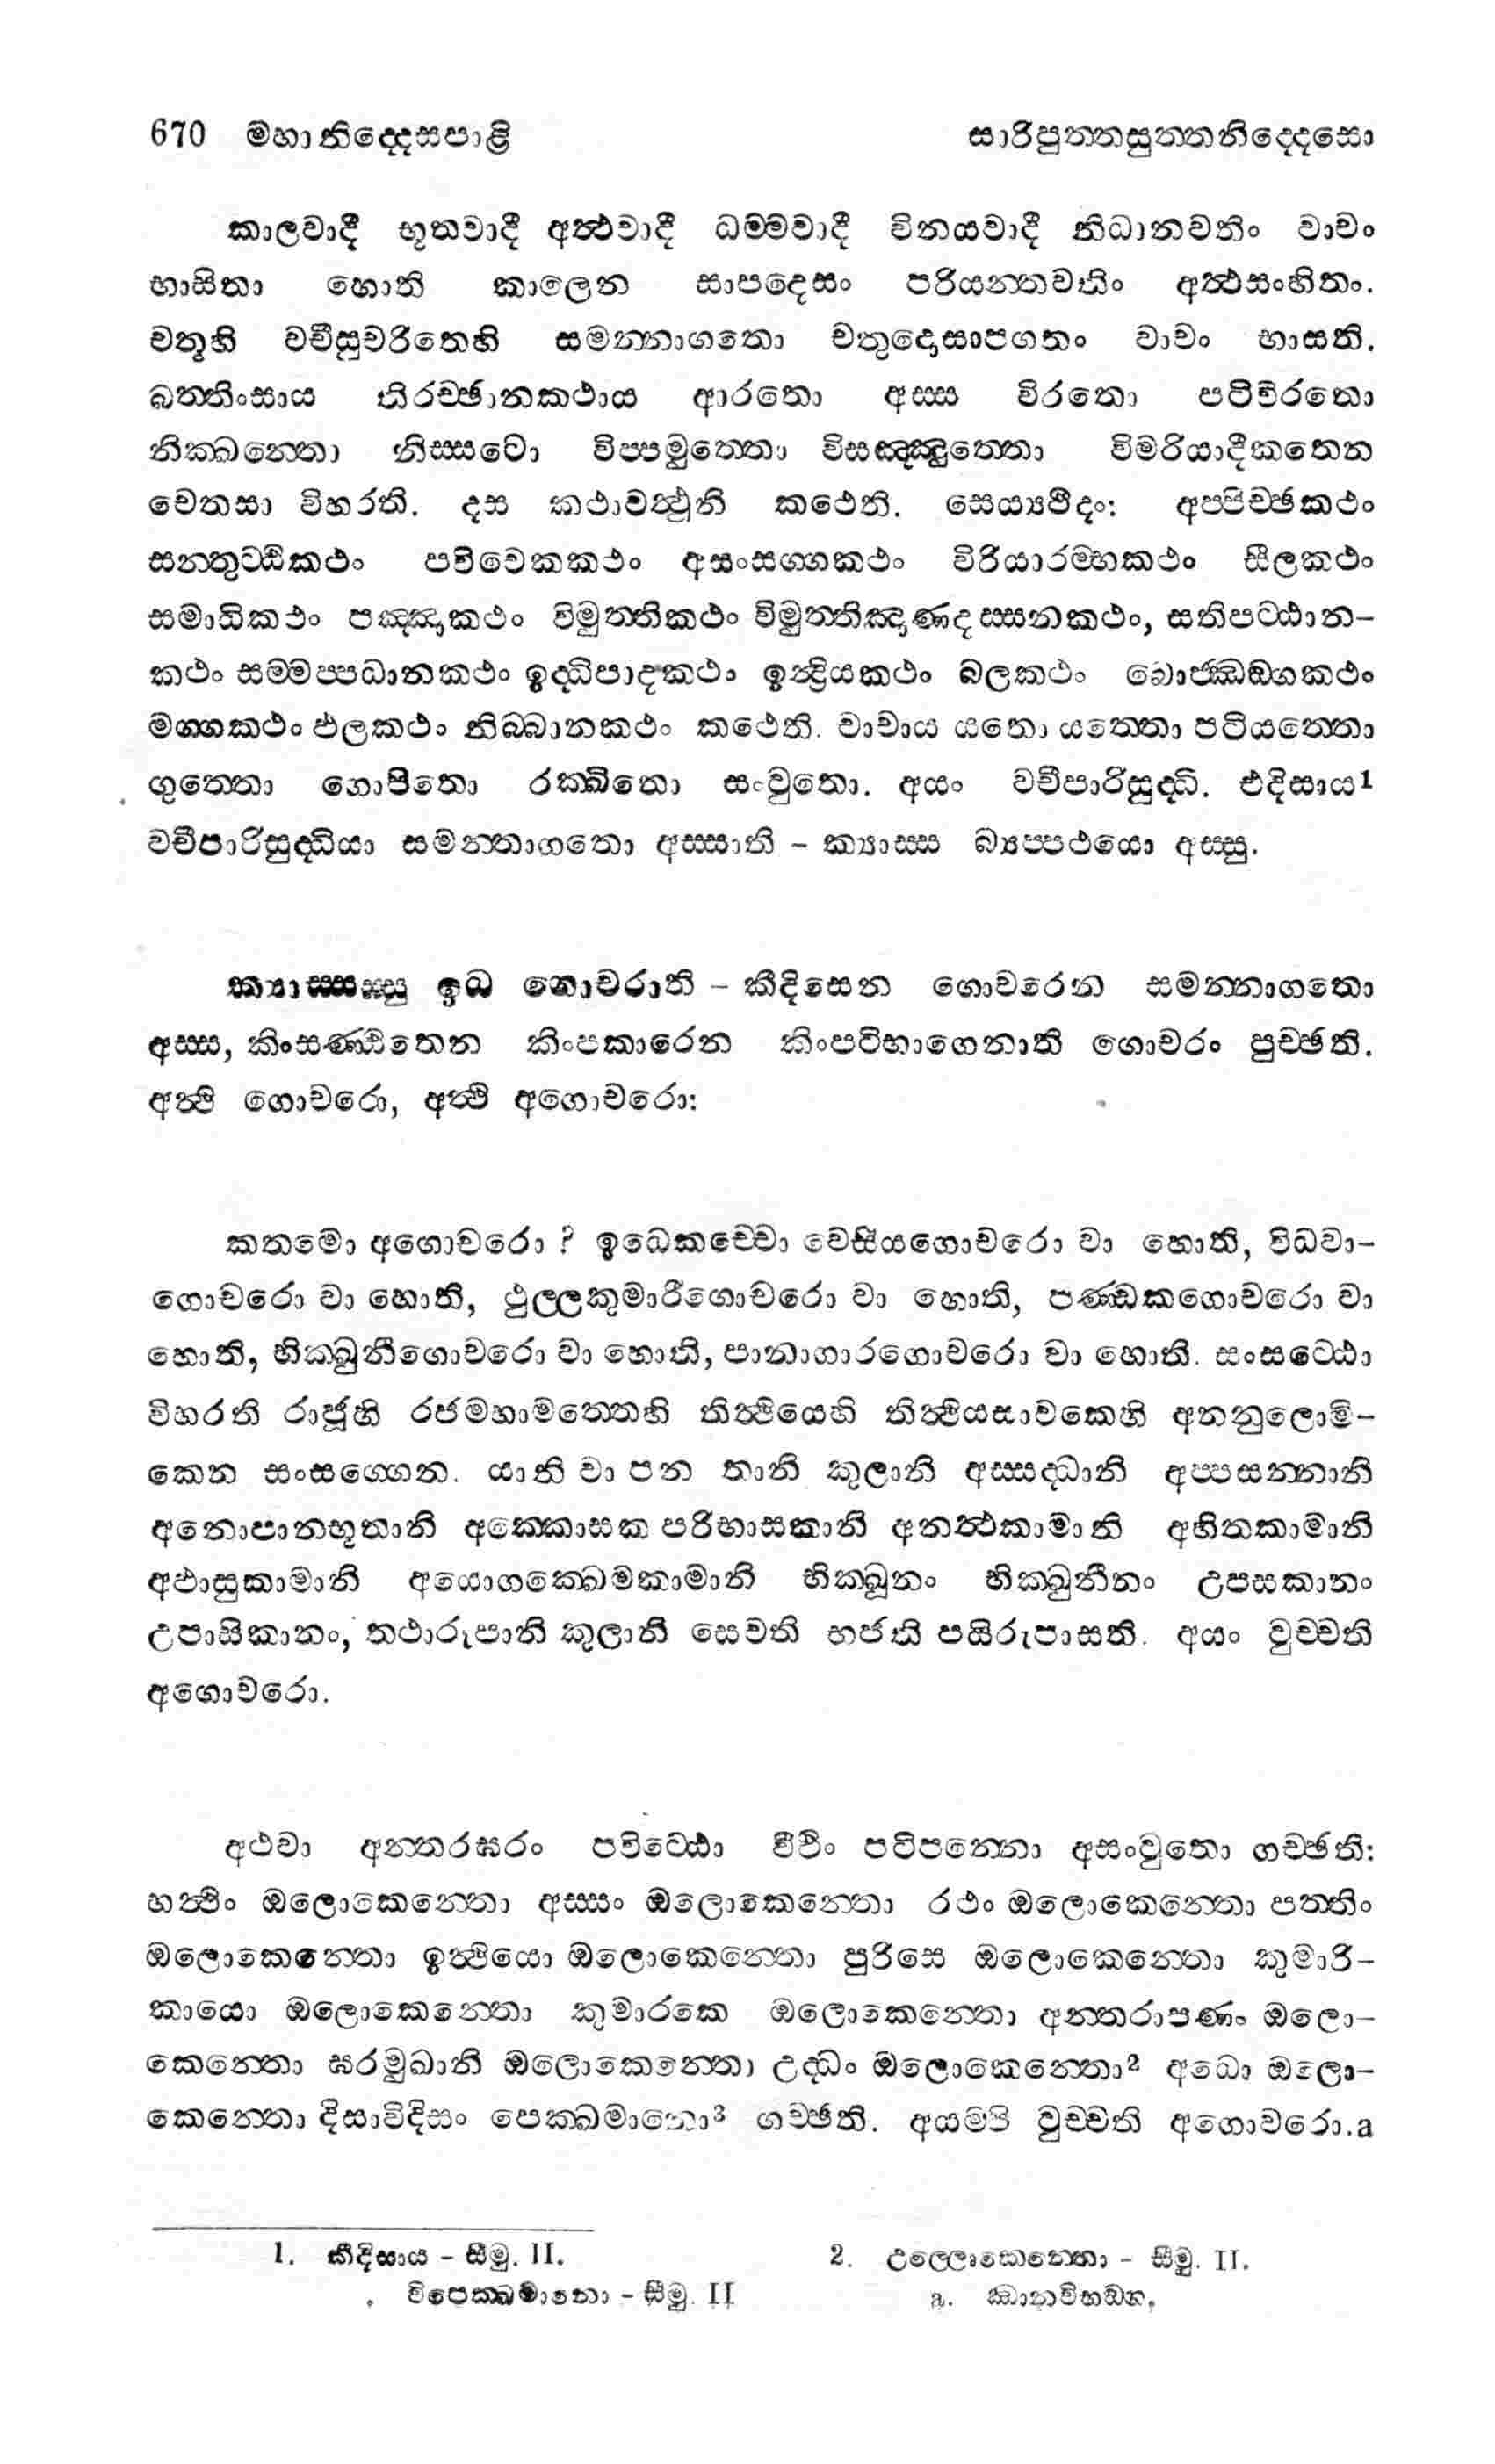 670 මහානිද්දෙසපාළි සාරිපුත්තසුත්තනිද්දෙසො
කාලවාදී භූතවාදී අත්ථවාදී ධම්මවාදී විනයවාදී නිධානවතිං වාචං
භාසිතා හොති කාලෙන සාපදෙසං පරියන්තවතිං අත්ථසංහිතං.
චතූහි වචීසුචරිතෙහි සමන්නාගතො චතුදොසාපගතං වාචං භාසති.
බත්තිංසාය තිරච්ඡානකථාය ආරතො අස්ස විරතො පටිවිරතො
නික්ඛන්තො නිස්සටො විප්පමුත්තො විසඤ්ඤුත්තො විමරියාදීකතෙන
චෙතසා විහරති. දස කථාවත්ථූනි කථෙති. සෙය්‍යථීදං: අප්පිච්ඡකථං
සන්තුට්ඨිකථං පවිවෙකකථං අසංසග්ගකථං විරියාරම්භකථං සීලකථං
සමාධිකථං පඤ්ඤාකථං විමුත්තිකථං විමුත්තිඤාණදස්සනකථං, සතිපට්ඨාන-
කථං සම්මප්පධානකථං ඉද්ධිපාදකථං ඉන්ද්‍රියකථං බලකථං බොජ්ඣඞ්ගකථං
මග්ගකථං ඵලකථං නිබ්බානකථං කථෙති. වාචාය යතො යත්තො පටියත්තො
ගුත්තො ගොපිතො රක්ඛිතො සංවුතො. අයං වචීපාරිසුද්ධි. එදිසාය1
වචීපාරිසුද්ධියා සමන්නාගතො අස්සාති – ක්‍යාස්ස බ්‍යප්පථයො අස්සු.
ක්‍යාස්සස්සු ඉධ ගොචරාති – කීදිසෙන ගොචරෙන සමන්නාගතො
අස්ස, කිංසණ්ඨිතෙන කිංපකාරෙන කිංපටිභාගෙනාති ගොචරං පුච්ඡති.
අත්ථි ගොචරො, අත්ථි අගොචරො:
කතමො අගොචරො ? ඉධෙකච්චො වෙසියගොචරො වා හොති, විධවා-
ගොචරො වා හොති, ථුල්ලකුමාරීගොචරො වා හොති, පණ්ඩකගොචරො වා
හොති, භික්ඛුනීගොචරො වා හොති, පානාගාරගොචරො වා හොති. සංසට්ඨො
විහරති රාජූහි රජමහාමත්තෙහි තිත්ථියෙහි තිත්ථියසාවකෙහි අනනුලොමි-
කෙන සංසග්ගෙන. යානි වා පන තානි කුලානි අස්සද්ධානි අප්පසන්නානි
අනොපානභූතානි අක්කොසක පරිභාසකානි අනත්ථකාමානි අහිතකාමානි
අඵාසුකාමානි අයොගක්ඛෙමකාමානි භික්ඛූනං භික්ඛුනීනං උපසකානං
උපාසිකානං, තථාරූපානි කුලානි සෙවති භජති පයිරුපාසති. අයං වුච්චති
අගොචරො.
අථවා අන්තරඝරං පවිට්ඨො වීථිං පටිපන්නො අසංවුතො ගච්ඡති:
හත්ථිං ඔලොකෙන්තො අස්සං ඔලොකෙන්තො රථං ඔලොකෙන්තො පත්තිං
ඔලොකෙන්තො ඉත්ථියො ඔලොකෙන්තො පුරිසෙ ඔලොකෙන්තො කුමාරි-
කායො ඔලොකෙන්තො කුමාරකෙ ඔලොකෙන්තො අන්තරාපණං ඔලො-
කෙන්තො ඝරමුඛානි ඔලොකෙන්තො උද්ධං ඔලොකෙන්තො2 අධො ඔලො-
කෙන්තො දිසාවිදිසං පෙක්ඛමානො3 ගච්ඡති. අයම්පි වුච්චති අගොචරො.a
1. කීදිසාය – සීමු. II. 2. උල්ලොකෙන්තො – සීමු. II.
විපෙක්ඛමානො – සීමු. II a. ඣානවිභඞ්ග.